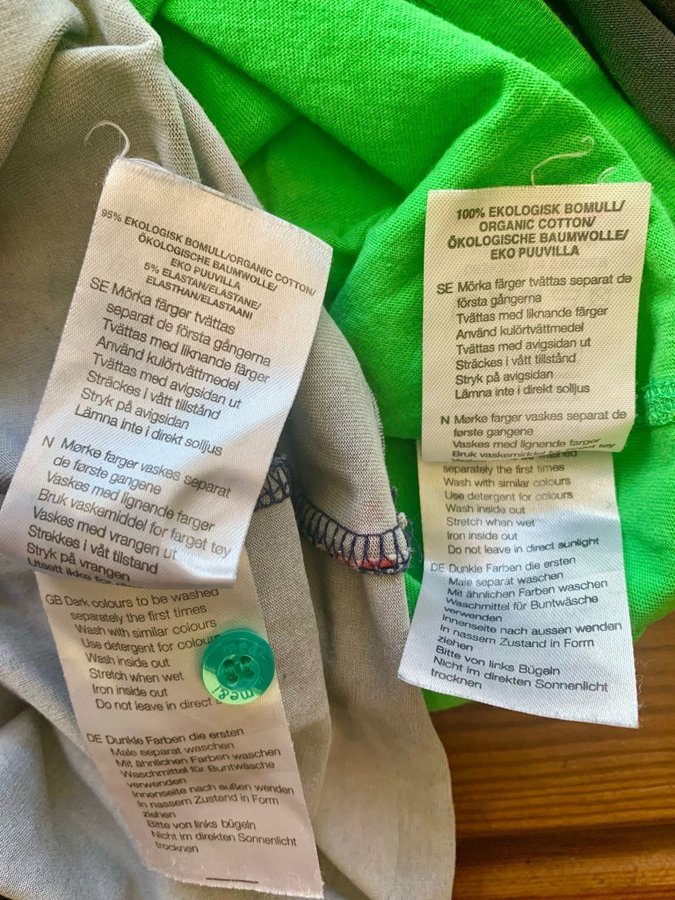 95% EKOLOGISK BOMULL/ORGANIC COTTON/
ÖKOLOGISCHE BAUMWOLLE/
EKO PUUVILLA
5% ELASTAN/ELASTANE/
ELASTHAN/ELASTAANI
SE Mörka färger tvättas
separat de första gångerna
Tvättas med liknande färger
Använd kulörtvättmedel
Tvättas med avigsidan ut
Sträckes i vått tillstånd
Stryk på avigsidan
Lämna inte i direkt solljus
N Mørke farger vaskes separat
de første gangene
Vaskes med lignende farger
Bruk vaskemiddel for farget tøy
Vaskes med vrangen ut
Strekkes i våt tilstand
Stryk på vrangen
Utsett ikke for
GB Dark colours to be washed
separately the first times
Wash with similar colours
Use detergent for colou
Wash inside out
Stretch when wet
Iron inside out
Do not leave in direct
DE Dunkle Farben die ersten
Male separat waschen
Mit ähnlichen Farben waschen
Waschmittel für Buntwäsche
verwenden
Innenseite nach außen wenden
In nassem Zustand in Form
ziehen
Bitte von links bügeln
Nicht im direkten Sonnenlicht
trocknen
100% EKOLOGISK BOMULL/
ORGANIC COTTON/
ÖKOLOGISCHE BAUMWOLLE/
EKO PUUVILLA
SE Mörka färger tvättas separat de
första gångerna
Tvättas med liknande färger
Använd kulörtvättmedel
Tvättas med avigsidan ut
Sträckes i vått tillstånd
Stryk på avigsidan
Lämna inte i direkt solljus
N Mørke farger vaskes separat de
første gangene
Vaskes med lignende farger
Bruk vaskemiddel for farget tøy
separately the first times
Wash with similar colours
Use detergent for colours
Wash inside out
Stretch when wet
Iron inside out
Do not leave in direct sunlight
DE Dunkle Farben die ersten
Male separat waschen
Mit ähnlichen Farben waschen
Waschmittel für Buntwäsche
verwenden
Innenseite nach aussen wenden
In nassem Zustand in Form
ziehen
Bitte von links Bügeln
Nicht im direkten Sonnenlicht
trocknen